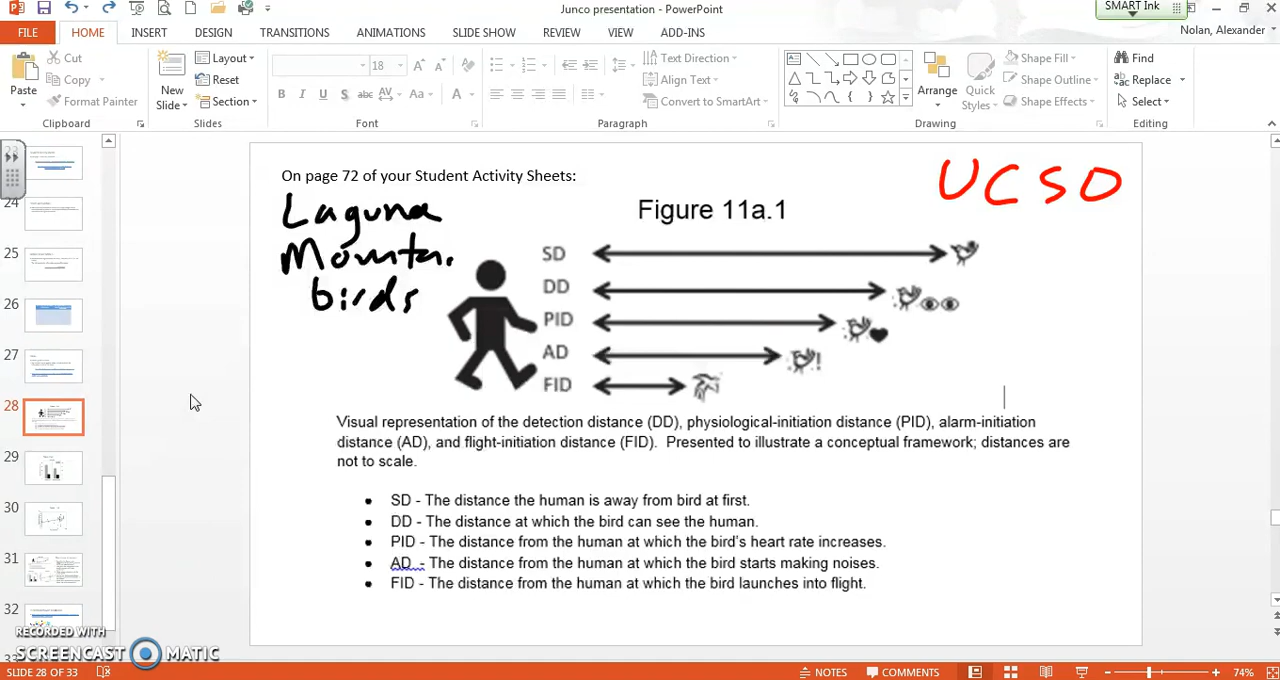 Junco presentation - PowerPoint
SMART Ink
FILE HOME INSERT DESIGN TRANSITIONS ANIMATIONS SLIDE SHOW REVIEW VIEW ADD-INS
Nolan, Alexander
Paste
Cut
Copy
Format Painter
Clipboard
New
Slide
Layout
Reset
Section
Slides
18
B I U S abc AV Aa A
Font
Text Direction
Align Text
Convert to SmartArt
Paragraph
Arrange
Quick
Styles
Shape Fill
Shape Outline
Shape Effects
Drawing
Find
Replace
Select
Editing
24
25
26
27
28
29
30
31
32
On page 72 of your Student Activity Sheets:
UCSD
Laguna
Mountn.
birds
Figure 11a.1
SD
DD
PID
AD
FID
Visual representation of the detection distance (DD), physiological-initiation distance (PID), alarm-initiation
distance (AD), and flight-initiation distance (FID). Presented to illustrate a conceptual framework; distances are
not to scale.
• SD - The distance the human is away from bird at first.
• DD - The distance at which the bird can see the human.
• PID - The distance from the human at which the bird's heart rate increases.
• AD - The distance from the human at which the bird starts making noises.
• FID - The distance from the human at which the bird launches into flight.
RECORDED WITH
SCREENCAST MATIC
SLIDE 28 OF 33
NOTES
COMMENTS
74%